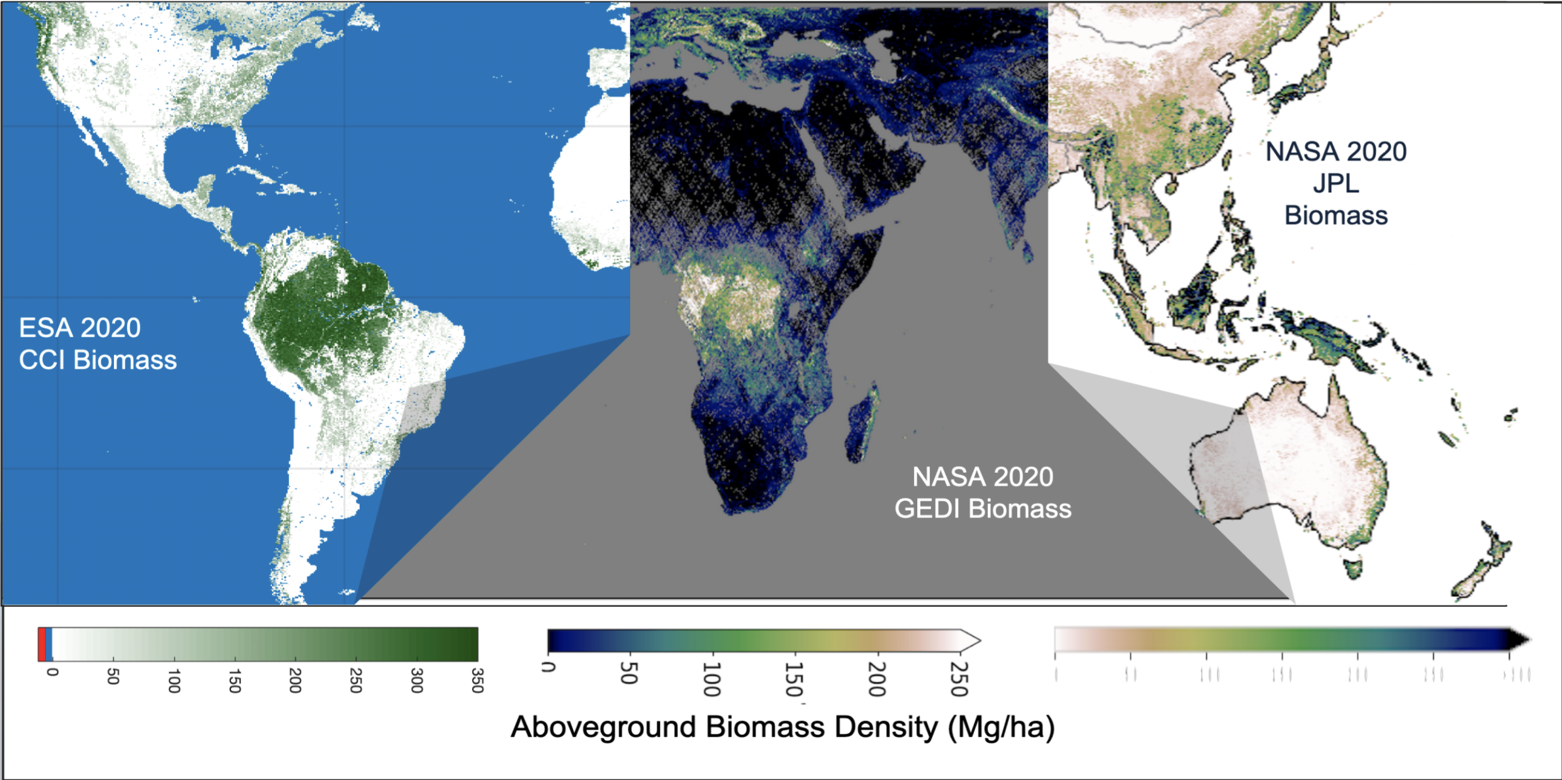 ESA 2020
CCI Biomass
NASA 2020
GEDI Biomass
NASA 2020
JPL
Biomass
0 50 100 150 200 250 300 350
0 50 100 150 200 250
Aboveground Biomass Density (Mg/ha)